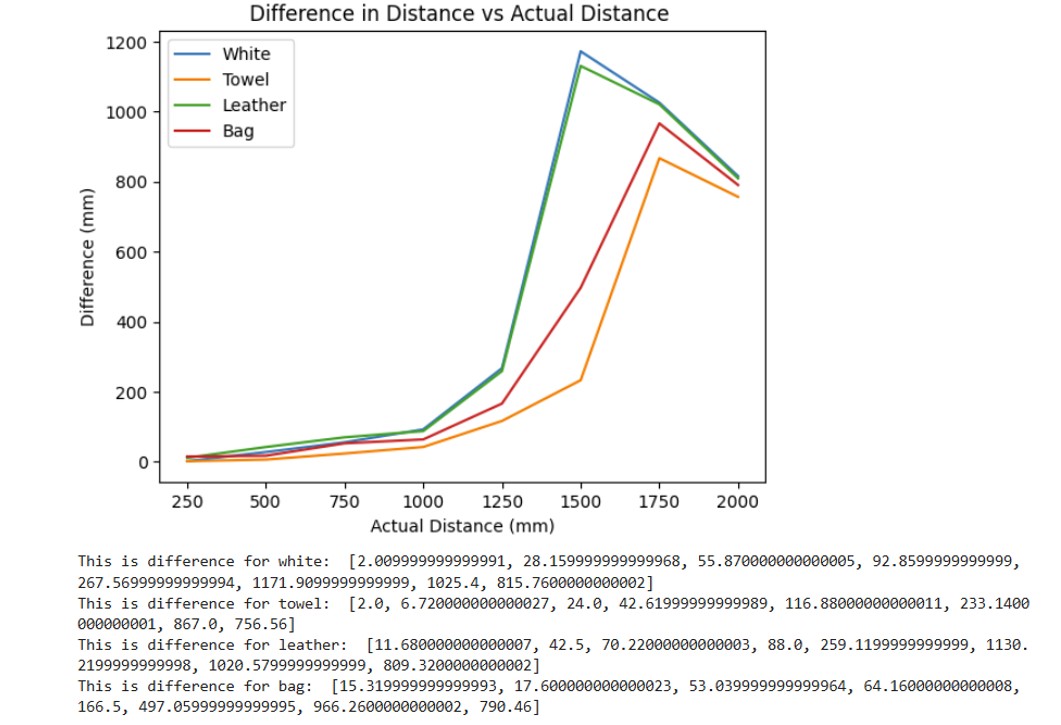 Difference in Distance vs Actual Distance
1200
1000
800
600
400
200
0
Difference (mm)
White
Towel
Leather
Bag
250 500 750 1000 1250 1500 1750 2000
Actual Distance (mm)
This is difference for white:  [2.009999999999991, 28.159999999999968, 55.870000000000005, 92.8599999999999,
267.56999999999994, 1171.9099999999999, 1025.4, 815.7600000000002]
This is difference for towel:  [2.0, 6.720000000000027, 24.0, 42.61999999999989, 116.88000000000011, 233.1400
000000001, 867.0, 756.56]
This is difference for leather:  [11.680000000000007, 42.5, 70.22000000000003, 88.0, 259.1199999999999, 1130.
2199999999998, 1020.5799999999999, 809.3200000000002]
This is difference for bag:  [15.319999999999993, 17.600000000000023, 53.039999999999964, 64.16000000000008,
166.5, 497.05999999999995, 966.2600000000002, 790.46]